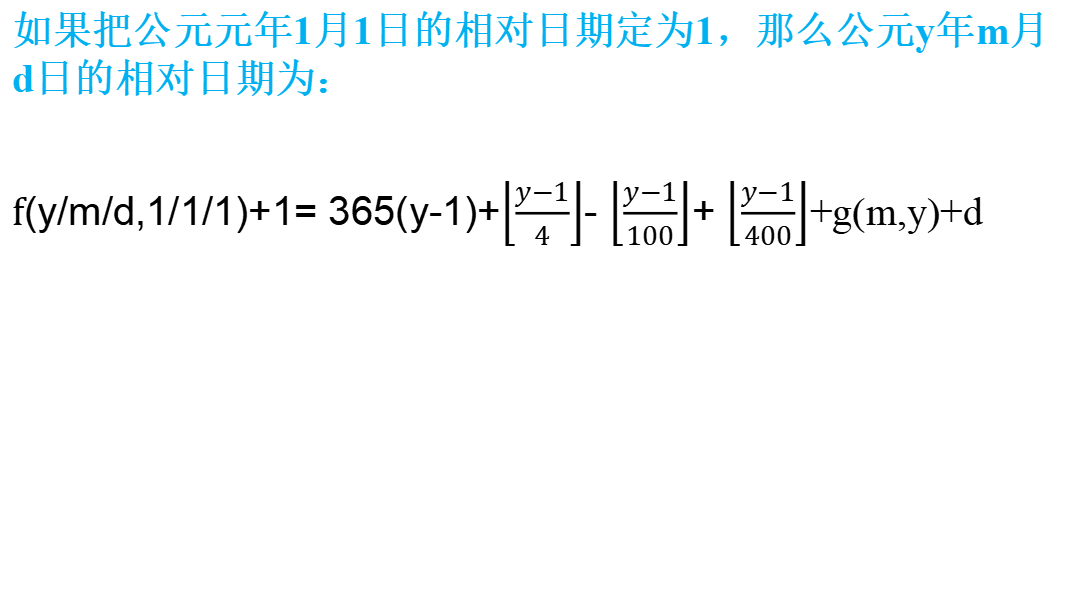 如果把公元元年1月1日的相对日期定为1，那么公元y年m月
d日的相对日期为：
f(y/m/d,1/1/1)+1= 365(y-1)+⌊(y−1)/4⌋- ⌊(y−1)/100⌋+ ⌊(y−1)/400⌋+g(m,y)+d